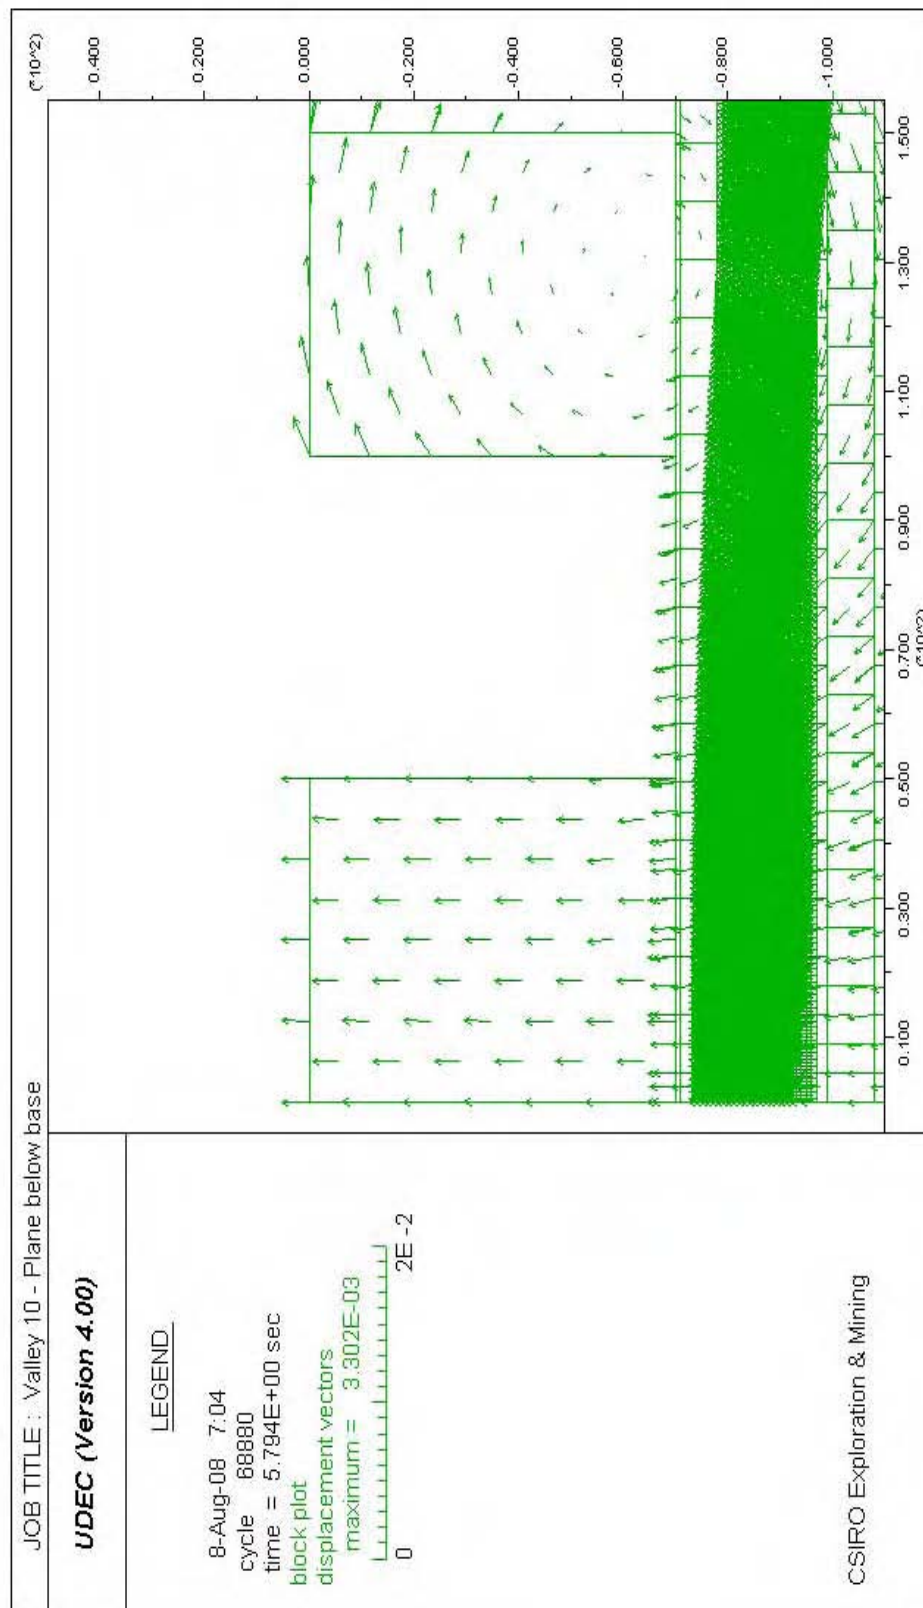 JOB TITLE : Valley 10 - Plane below base
UDEC (Version 4.00)
LEGEND
8-Aug-08 7:04
cycle 68880
time = 5.794E+00 sec
block plot
displacement vectors
maximum = 3.302E-03
0 2E -2
CSIRO Exploration & Mining
(*10^2)
0.400
0.200
0.000
-0.200
-0.400
-0.600
-0.800
-1.000
0.100
0.300
0.500
0.700
0.900
1.100
1.300
1.500
(*10^2)